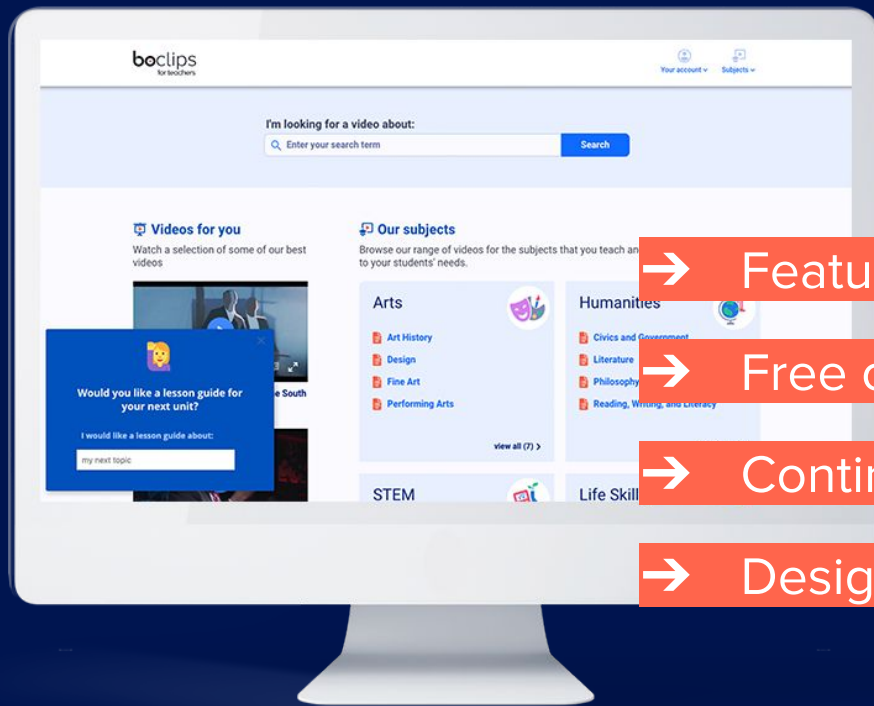 boclips
for teachers
Your account
Subjects
I'm looking for a video about:
Enter your search term
Search
Videos for you
Watch a selection of some of our best
videos
e South
Our subjects
Browse our range of videos for the subjects that you teach an
to your students' needs.
Arts
Art History
Design
Fine Art
Performing Arts
view all (7) >
Humanities
Civics and Government
Literature
Philosophy
Reading, Writing, and Literacy
STEM
Life Skill
Would you like a lesson guide for
your next unit?
I would like a lesson guide about:
my next topic
→ Featu
→ Free
→ Conti
→ Desig